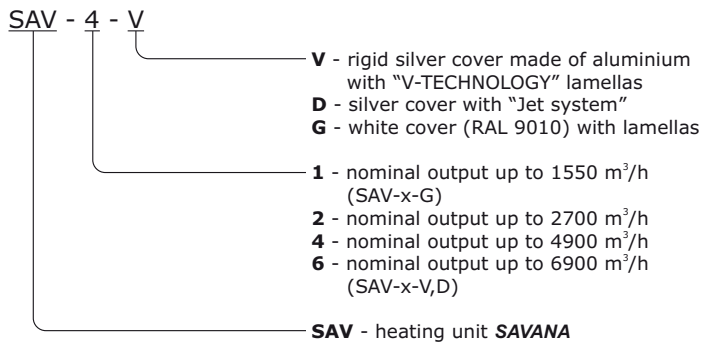 SAV - 4 - V
V - rigid silver cover made of aluminium
with “V-TECHNOLOGY” lamellas
D - silver cover with “Jet system”
G - white cover (RAL 9010) with lamellas
1 - nominal output up to 1550 m³/h
(SAV-x-G)
2 - nominal output up to 2700 m³/h
4 - nominal output up to 4900 m³/h
6 - nominal output up to 6900 m³/h
(SAV-x-V,D)
SAV - heating unit SAVANA